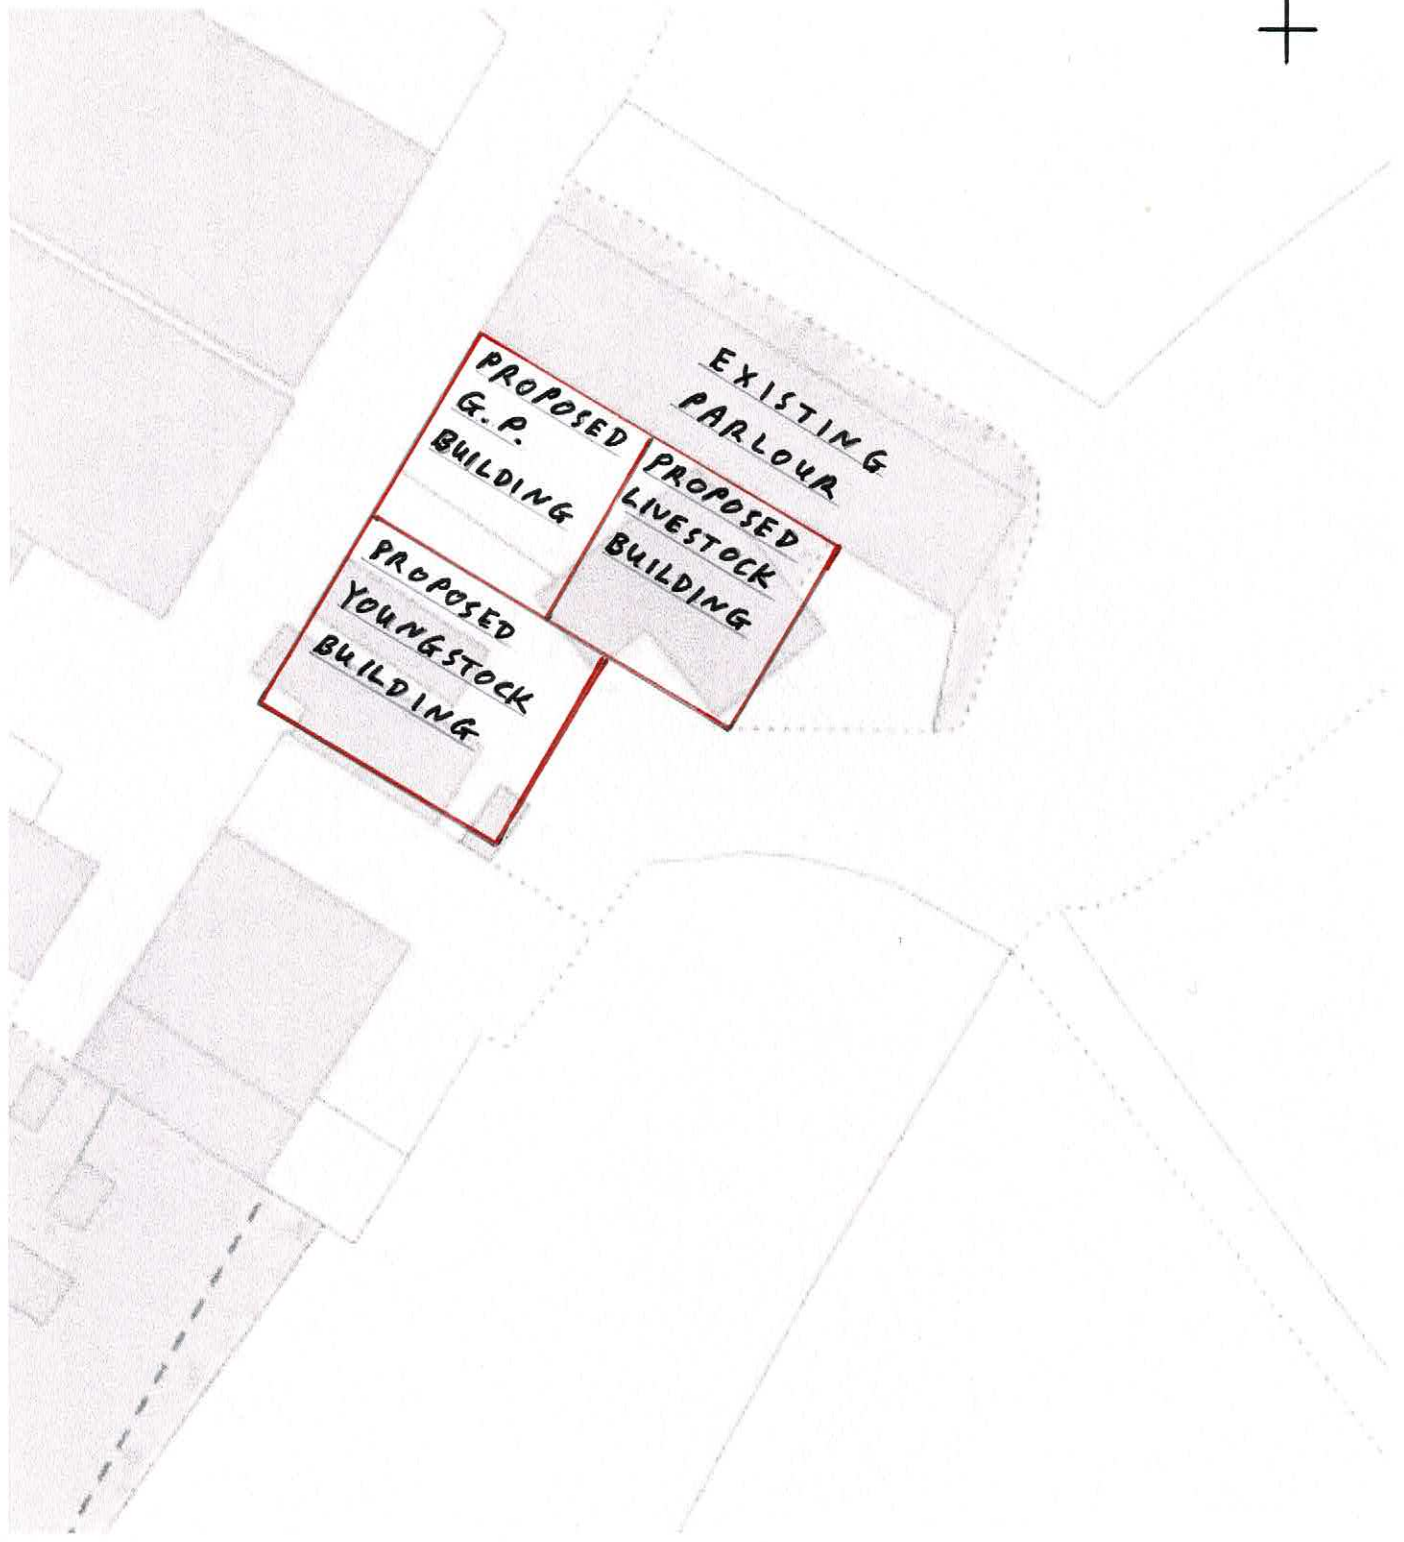 EXISTING
PARLOUR
PROPOSED
G.P.
BUILDING
PROPOSED
LIVESTOCK
BUILDING
PROPOSED
YOUNGSTOCK
BUILDING